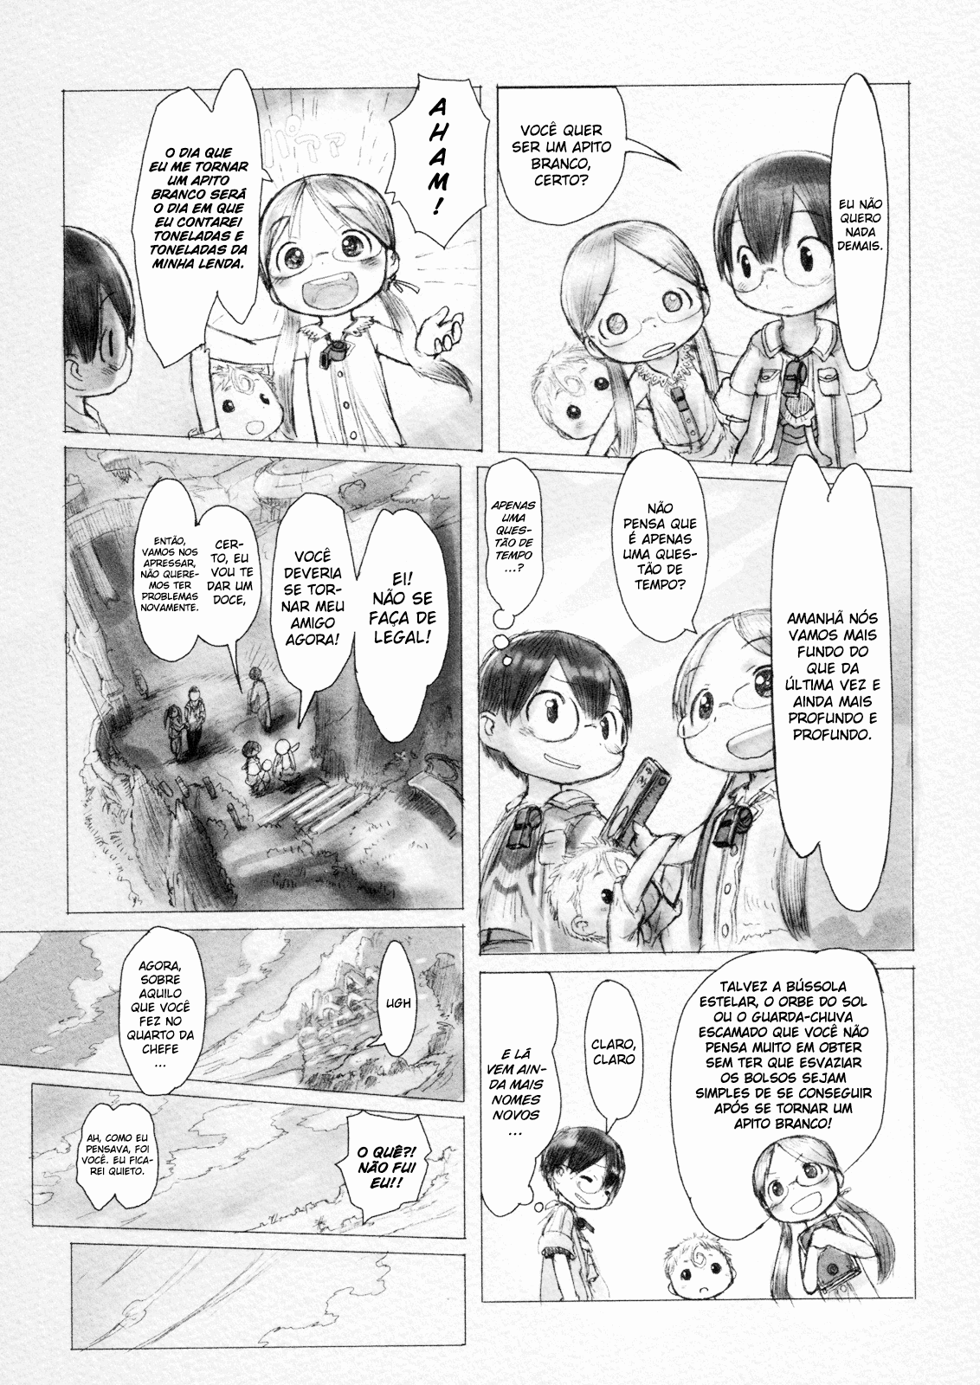 EU NÃO
QUERO
NADA
DEMAIS.
VOCÊ QUER
SER UM APITO
BRANCO,
CERTO?
AHAM!
O DIA QUE
EU ME TORNAR
UM APITO
BRANCO SERÁ
O DIA EM QUE
EU CONTAREI
TONELADAS E
TONELADAS DA
MINHA LENDA.
AMANHÃ NÓS
VAMOS MAIS
FUNDO DO
QUE DA
ÚLTIMA VEZ E
AINDA MAIS
PROFUNDO E
PROFUNDO.
NÃO
PENSA QUE
É APENAS
UMA QUES-
TÃO DE
TEMPO?
APENAS
UMA
QUES-
TÃO DE
TEMPO
...?
EI!
NÃO SE
FAÇA DE
LEGAL!
VOCÊ
DEVERIA
SE TOR-
NAR MEU
AMIGO
AGORA!
CER-
TO, EU
VOU TE
DAR UM
DOCE,
ENTÃO,
VAMOS NOS
APRESSAR,
NÃO QUERE-
MOS TER
PROBLEMAS
NOVAMENTE.
TALVEZ A BÚSSOLA
ESTELAR, O ORBE DO SOL
OU O GUARDA-CHUVA
ESCAMADO QUE VOCÊ NÃO
PENSA MUITO EM OBTER
SEM TER QUE ESVAZIAR
OS BOLSOS SEJAM
SIMPLES DE SE CONSEGUIR
APÓS SE TORNAR UM
APITO BRANCO!
CLARO,
CLARO
E LÁ
VEM AIN-
DA MAIS
NOMES
NOVOS
...
UGH
AGORA,
SOBRE
AQUILO
QUE VOCÊ
FEZ NO
QUARTO DA
CHEFE
...
O QUÊ?!
NÃO FUI
EU!!
AH, COMO EU
PENSAVA, FOI
VOCÊ. EU FICA-
REI QUIETO.